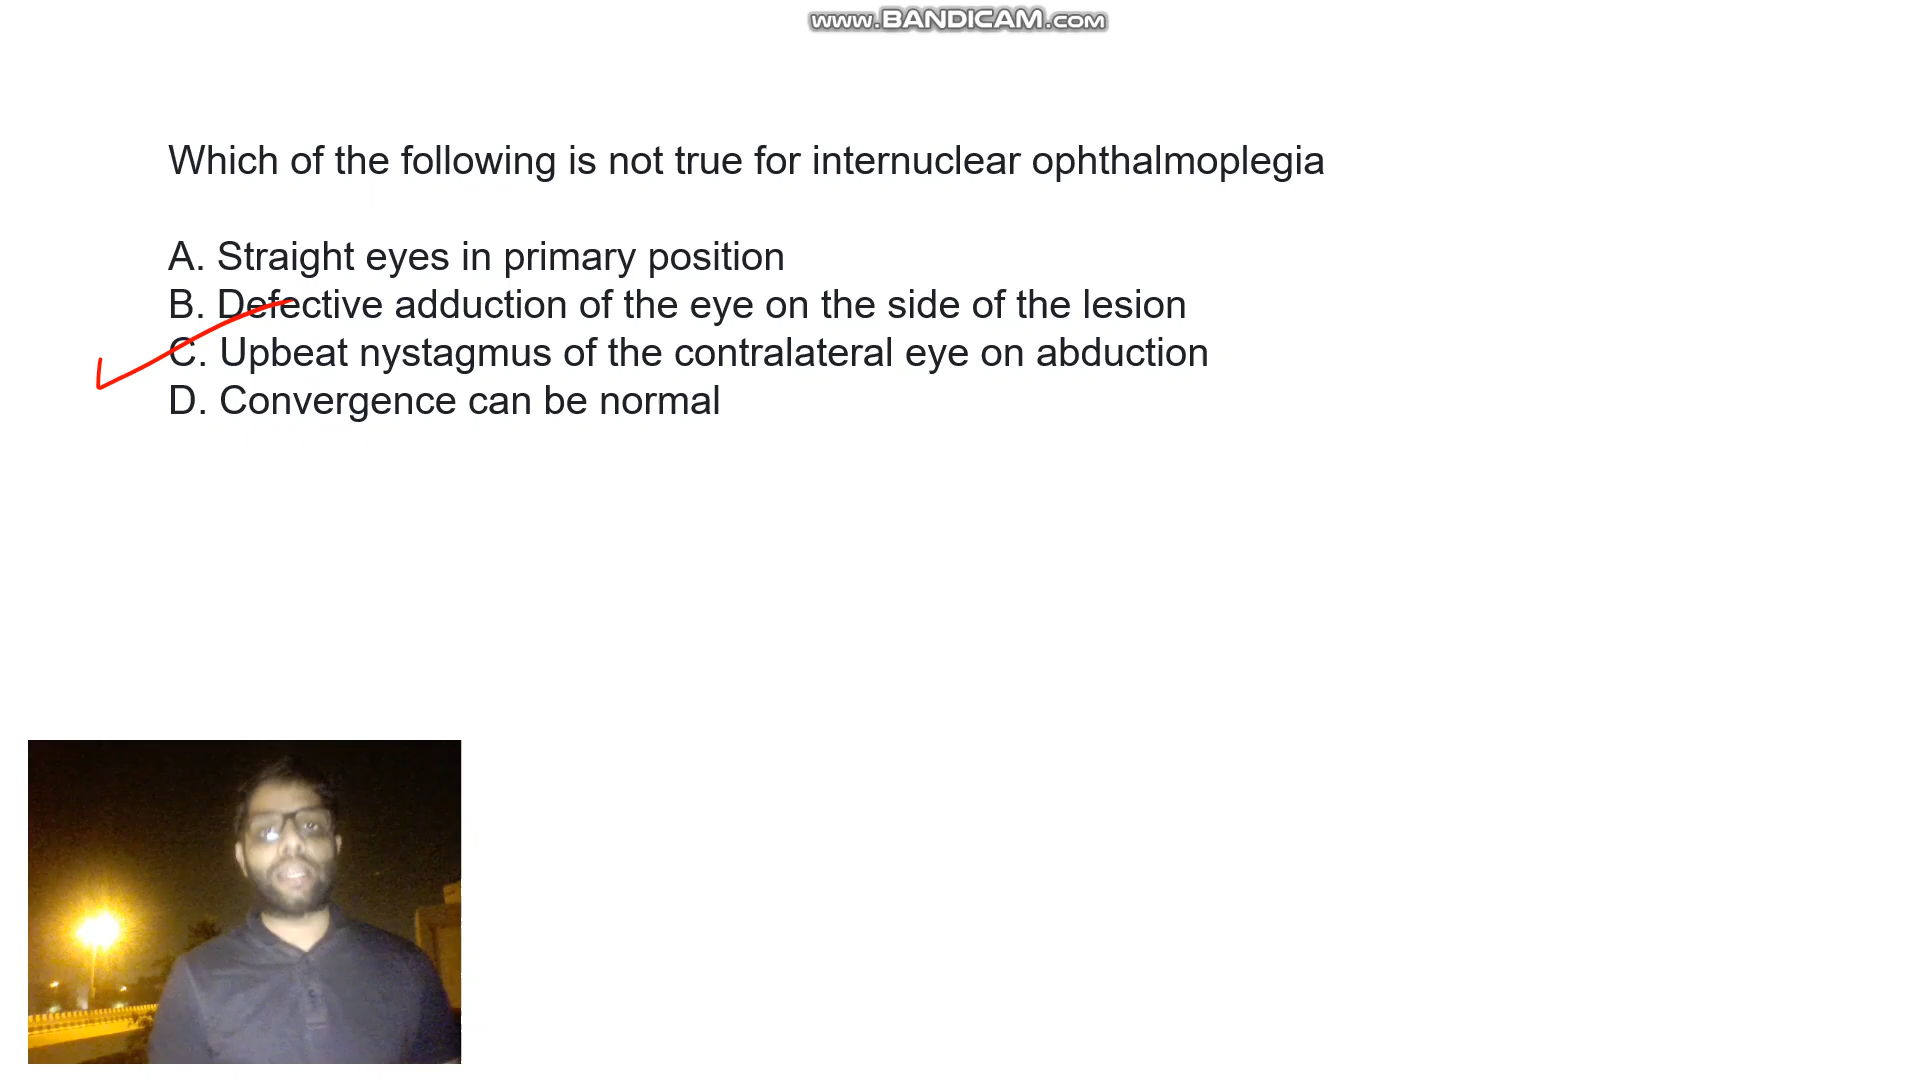 www.BANDICAM.com
Which of the following is not true for internuclear ophthalmoplegia
A. Straight eyes in primary position
B. Defective adduction of the eye on the side of the lesion
C. Upbeat nystagmus of the contralateral eye on abduction
D. Convergence can be normal